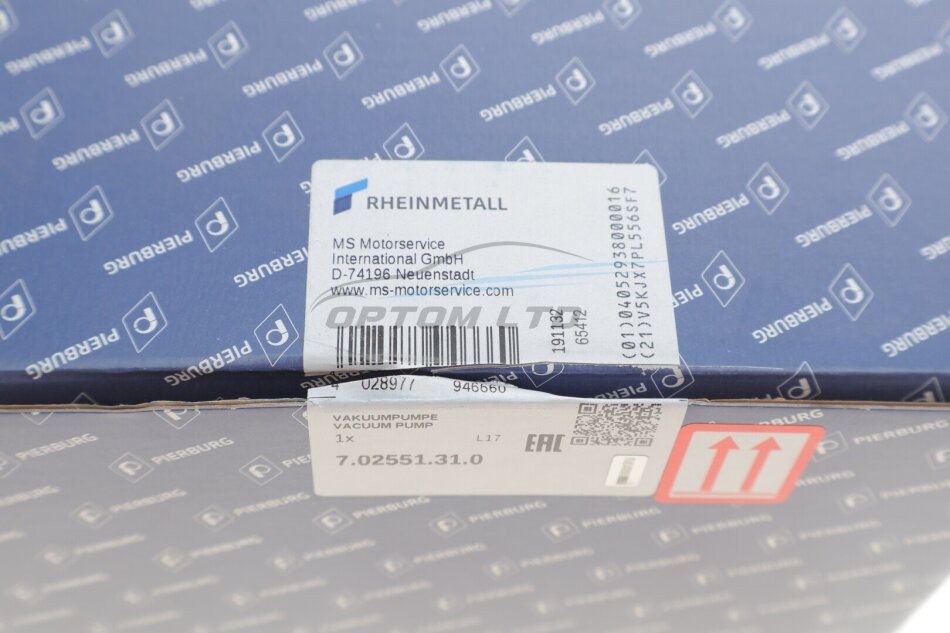 PIERBURG
RHEINMETALL
MS Motorservice
International GmbH
D-74196 Neuenstadt
www.ms-motorservice.com
OPTOM LTD
191132
65412
(01)04052938000016
(21)V5KJX7PL556SF7
4 028977 946660
VAKUUMPUMPE
VACUUM PUMP
1x
L17
EAC
7.02551.31.0